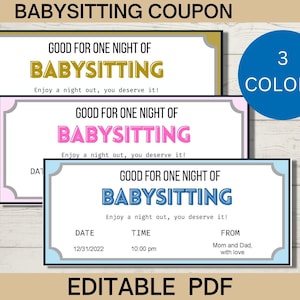 BABYSITTING COUPON
GOOD FOR ONE NIGHT OF
BABYSITTING
Enjoy a night out, you deserve it!
3
COLOR
GOOD FOR ONE NIGHT OF
BABYSITTING
Enjoy a night out, you deserve it!
DAT
GOOD FOR ONE NIGHT OF
BABYSITTING
Enjoy a night out, you deserve it!
DATE TIME FROM
12/31/2022 10:00 pm Mom and Dad,
with love
EDITABLE PDF